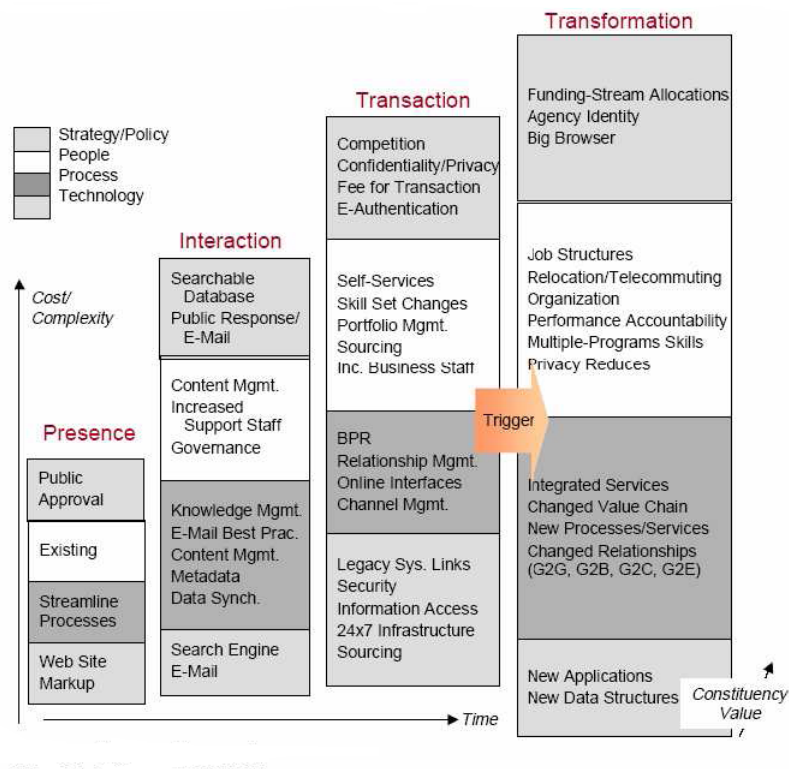 Transformation
Funding-Stream Allocations
Agency Identity
Big Browser
Job Structures
Relocation/Telecommuting
Organization
Performance Accountability
Multiple-Programs Skills
Privacy Reduces
Integrated Services
Changed Value Chain
New Processes/Services
Changed Relationships
(G2G, G2B, G2C, G2E)
New Applications
New Data Structures
Transaction
Competition
Confidentiality/Privacy
Fee for Transaction
E-Authentication
Self-Services
Skill Set Changes
Portfolio Mgmt.
Sourcing
Inc. Business Staff
BPR
Relationship Mgmt.
Online Interfaces
Channel Mgmt.
Legacy Sys. Links
Security
Information Access
24x7 Infrastructure
Sourcing
Trigger
Strategy/Policy
People
Process
Technology
Interaction
Searchable
Database
Public Response/
E-Mail
Content Mgmt.
Increased
Support Staff
Governance
Knowledge Mgmt.
E-Mail Best Prac.
Content Mgmt.
Metadata
Data Synch.
Search Engine
E-Mail
Cost/
Complexity
Presence
Public
Approval
Existing
Streamline
Processes
Web Site
Markup
Time
Constituency
Value